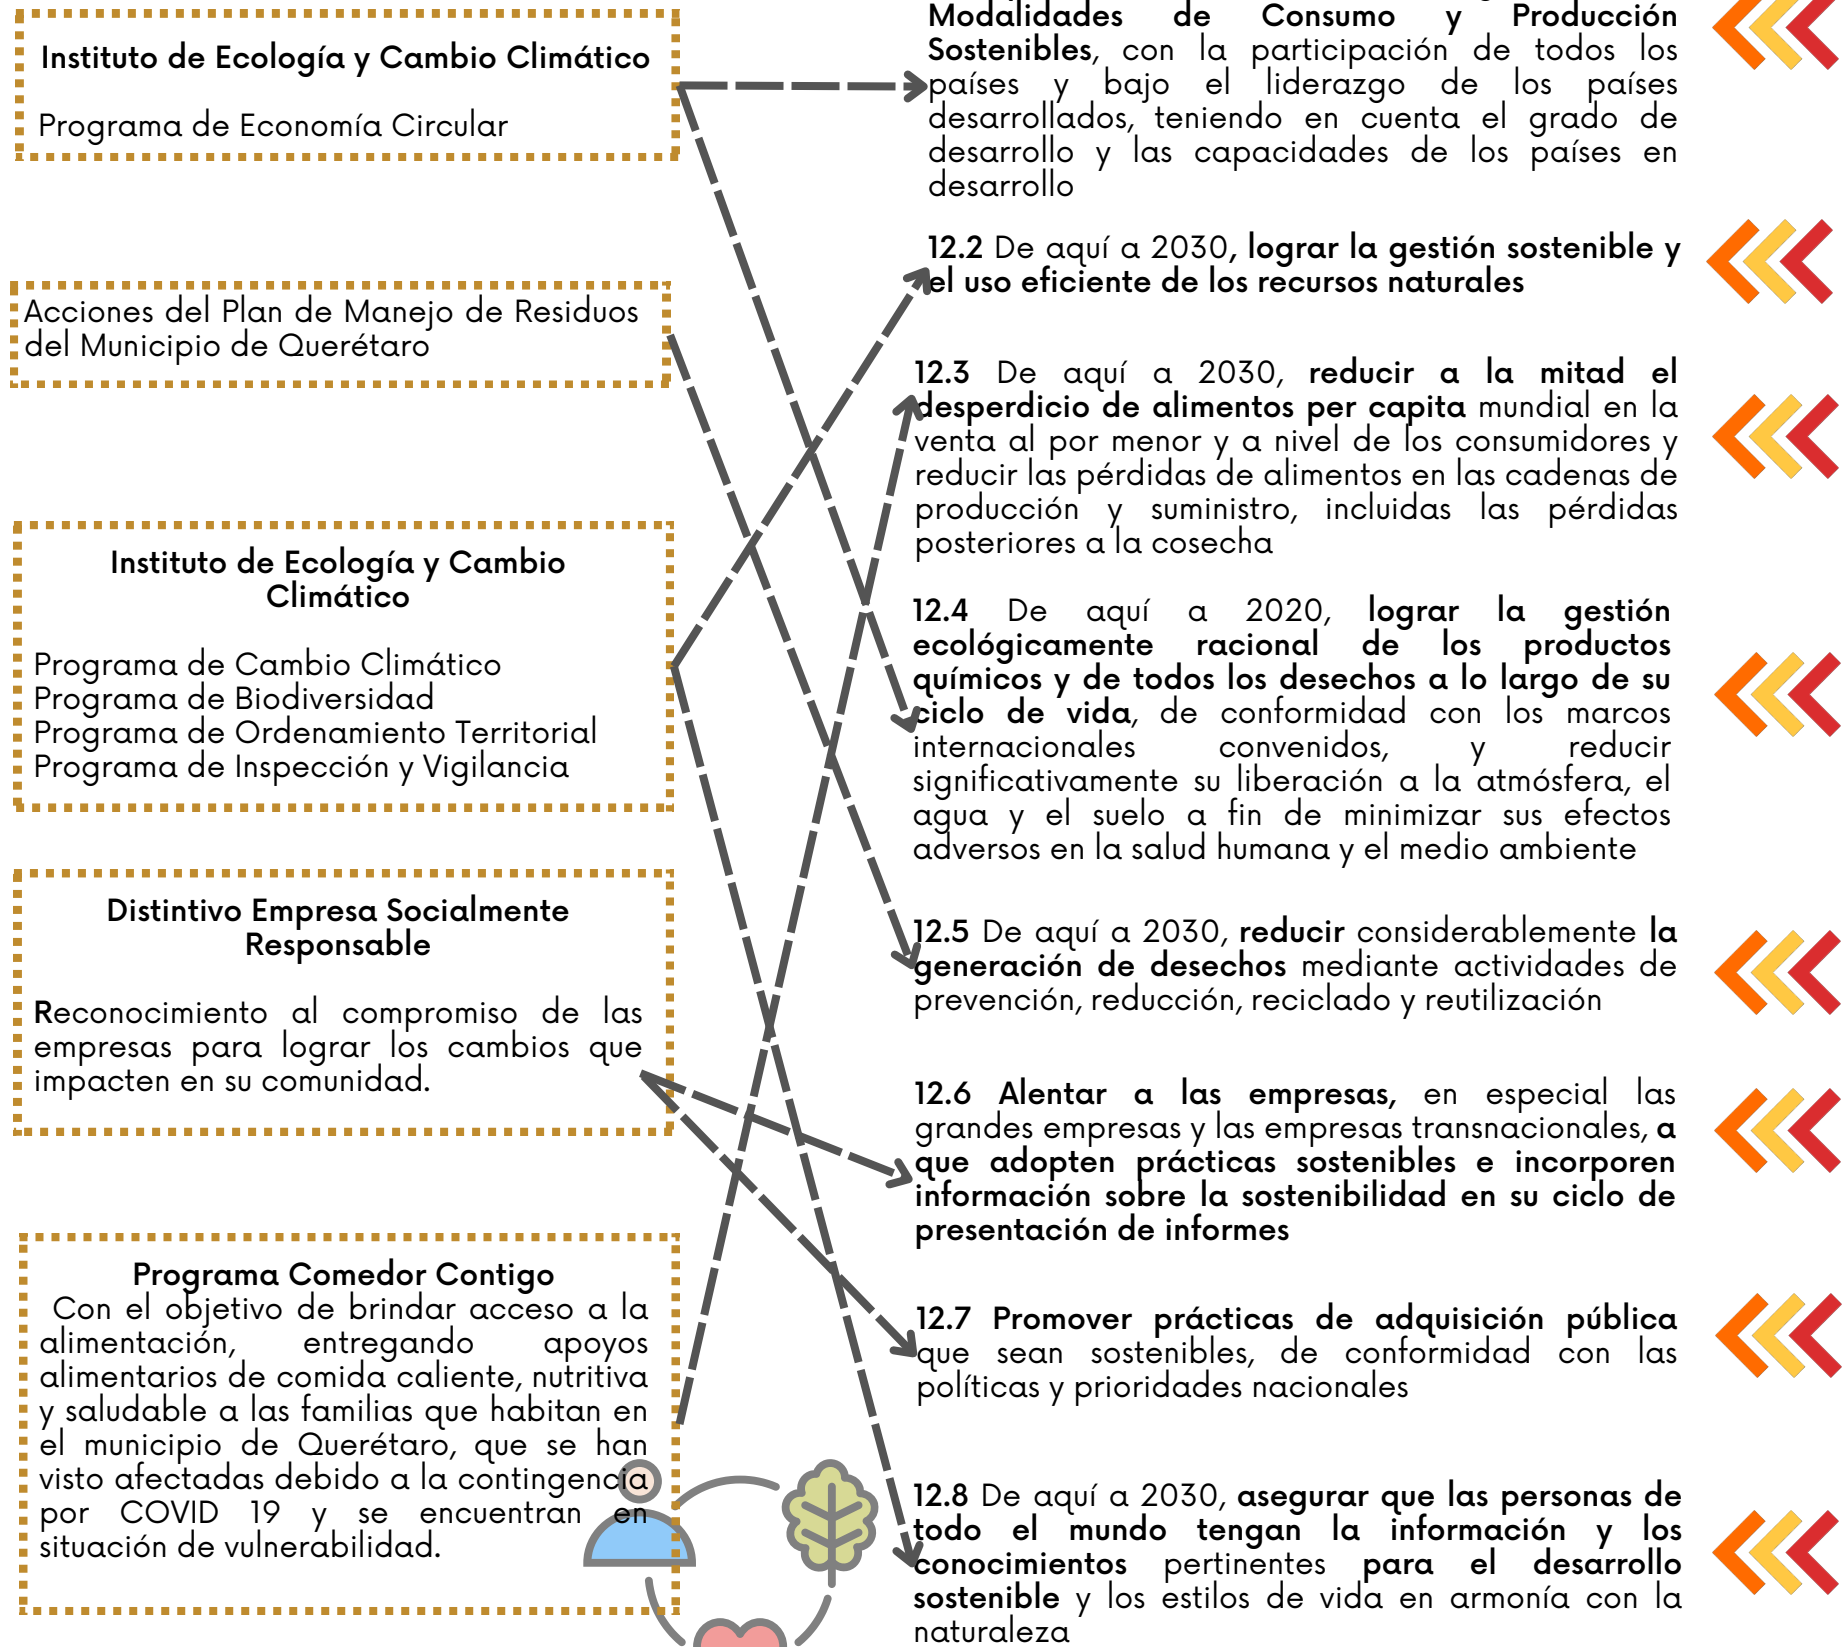 Instituto de Ecología y Cambio Climático
Programa de Economía Circular
Acciones del Plan de Manejo de Residuos
del Municipio de Querétaro
Instituto de Ecología y Cambio
Climático
Programa de Cambio Climático
Programa de Biodiversidad
Programa de Ordenamiento Territorial
Programa de Inspección y Vigilancia
Distintivo Empresa Socialmente
Responsable
Reconocimiento al compromiso de las
empresas para lograr los cambios que
impacten en su comunidad.
Programa Comedor Contigo
Con el objetivo de brindar acceso a la
alimentación, entregando apoyos
alimentarios de comida caliente, nutritiva
y saludable a las familias que habitan en
el municipio de Querétaro, que se han
visto afectadas debido a la contingencia
por COVID 19 y se encuentran en
situación de vulnerabilidad.
Modalidades de Consumo y Producción
Sostenibles, con la participación de todos los
países y bajo el liderazgo de los países
desarrollados, teniendo en cuenta el grado de
desarrollo y las capacidades de los países en
desarrollo
12.2 De aquí a 2030, lograr la gestión sostenible y
el uso eficiente de los recursos naturales
12.3 De aquí a 2030, reducir a la mitad el
desperdicio de alimentos per capita mundial en la
venta al por menor y a nivel de los consumidores y
reducir las pérdidas de alimentos en las cadenas de
producción y suministro, incluidas las pérdidas
posteriores a la cosecha
12.4 De aquí a 2020, lograr la gestión
ecológicamente racional de los productos
químicos y de todos los desechos a lo largo de su
ciclo de vida, de conformidad con los marcos
internacionales convenidos, y reducir
significativamente su liberación a la atmósfera, el
agua y el suelo a fin de minimizar sus efectos
adversos en la salud humana y el medio ambiente
12.5 De aquí a 2030, reducir considerablemente la
generación de desechos mediante actividades de
prevención, reducción, reciclado y reutilización
12.6 Alentar a las empresas, en especial las
grandes empresas y las empresas transnacionales, a
que adopten prácticas sostenibles e incorporen
información sobre la sostenibilidad en su ciclo de
presentación de informes
12.7 Promover prácticas de adquisición pública
que sean sostenibles, de conformidad con las
políticas y prioridades nacionales
12.8 De aquí a 2030, asegurar que las personas de
todo el mundo tengan la información y los
conocimientos pertinentes para el desarrollo
sostenible y los estilos de vida en armonía con la
naturaleza